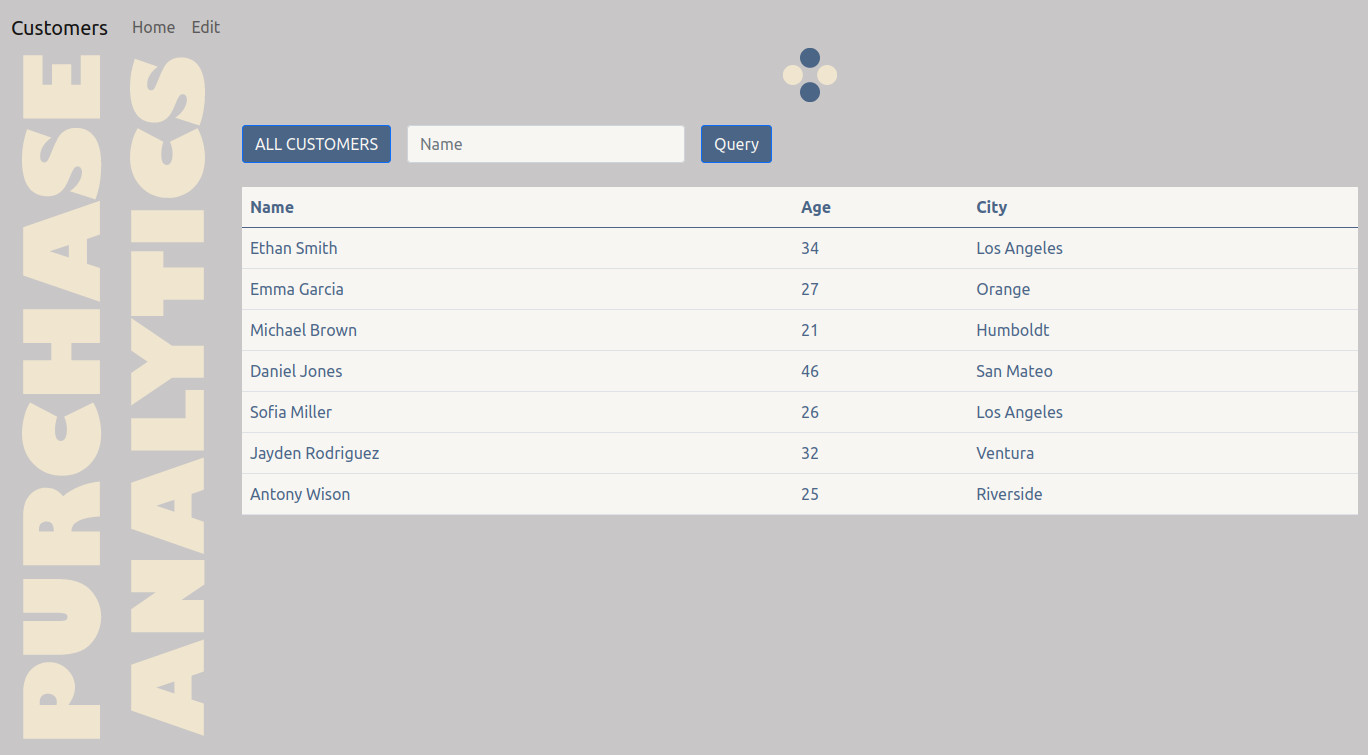 Customers Home Edit
PURCHASE
ANALYTICS
ALL CUSTOMERS Name Query
Name Age City
Ethan Smith 34 Los Angeles
Emma Garcia 27 Orange
Michael Brown 21 Humboldt
Daniel Jones 46 San Mateo
Sofia Miller 26 Los Angeles
Jayden Rodriguez 32 Ventura
Antony Wison 25 Riverside